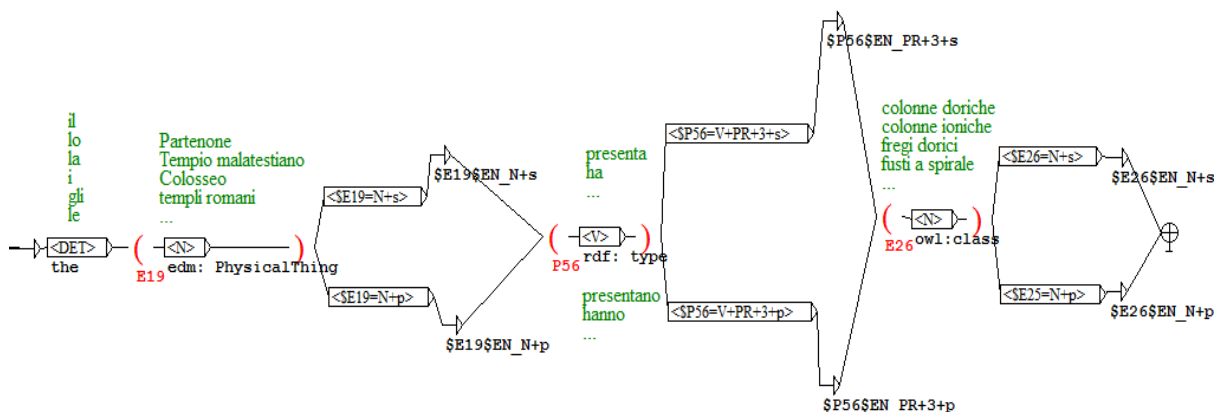 il
lo
la
i
gli
le
<DET>
the
Partenone
Tempio malatestiano
Colosseo
templi romani
...
(
<N>
)
E19
edm: PhysicalThing
<$E19=N+s>
$E19$EN_N+s
<$E19=N+p>
$E19$EN_N+p
presenta
ha
...
(
<V>
)
P56
rdf: type
presentano
hanno
...
<$P56=V+PR+3+s>
$P56$EN_PR+3+s
<$P56=V+PR+3+p>
$P56$EN_PR+3+p
colonne doriche
colonne ioniche
fregi dorici
fusti a spirale
...
(
<N>
)
E26
owl:class
<$E26=N+s>
$E26$EN_N+s
<$E25=N+p>
$E26$EN_N+p